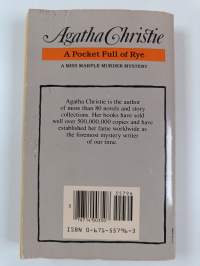 Agatha Christie
A Pocket Full of Rye
A MISS MARPLE MURDER MYSTERY
Agatha Christie is the author
of more than 80 novels and story
collections. Her books have sold
well over 500,000,000 copies and have
established her fame worldwide as
the foremost mystery writer
of our time.
55796
ISBN 0-671-55796-3